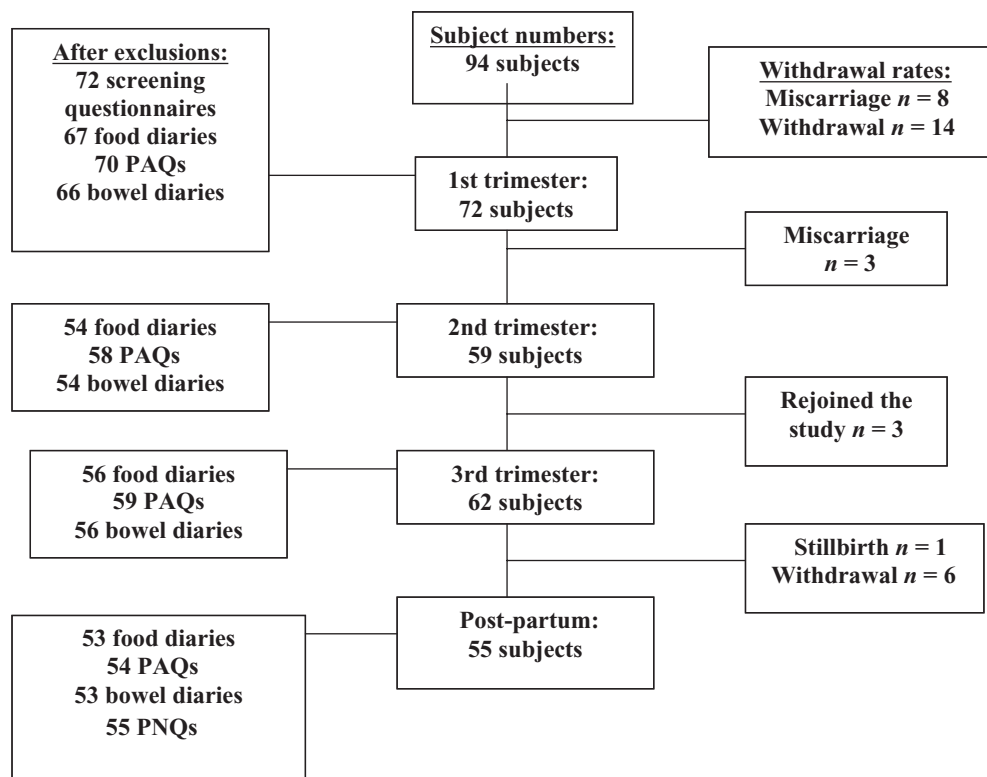 Subject numbers:
94 subjects
After exclusions:
72 screening
questionnaires
67 food diaries
70 PAQs
66 bowel diaries
Withdrawal rates:
Miscarriage n = 8
Withdrawal n = 14
1st trimester:
72 subjects
Miscarriage
n = 3
54 food diaries
58 PAQs
54 bowel diaries
2nd trimester:
59 subjects
Rejoined the
study n = 3
56 food diaries
59 PAQs
56 bowel diaries
3rd trimester:
62 subjects
Stillbirth n = 1
Withdrawal n = 6
53 food diaries
54 PAQs
53 bowel diaries
55 PNQs
Post-partum:
55 subjects